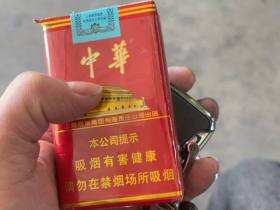 中華
本公司提示
吸烟有害健康
请勿在禁烟场所吸烟